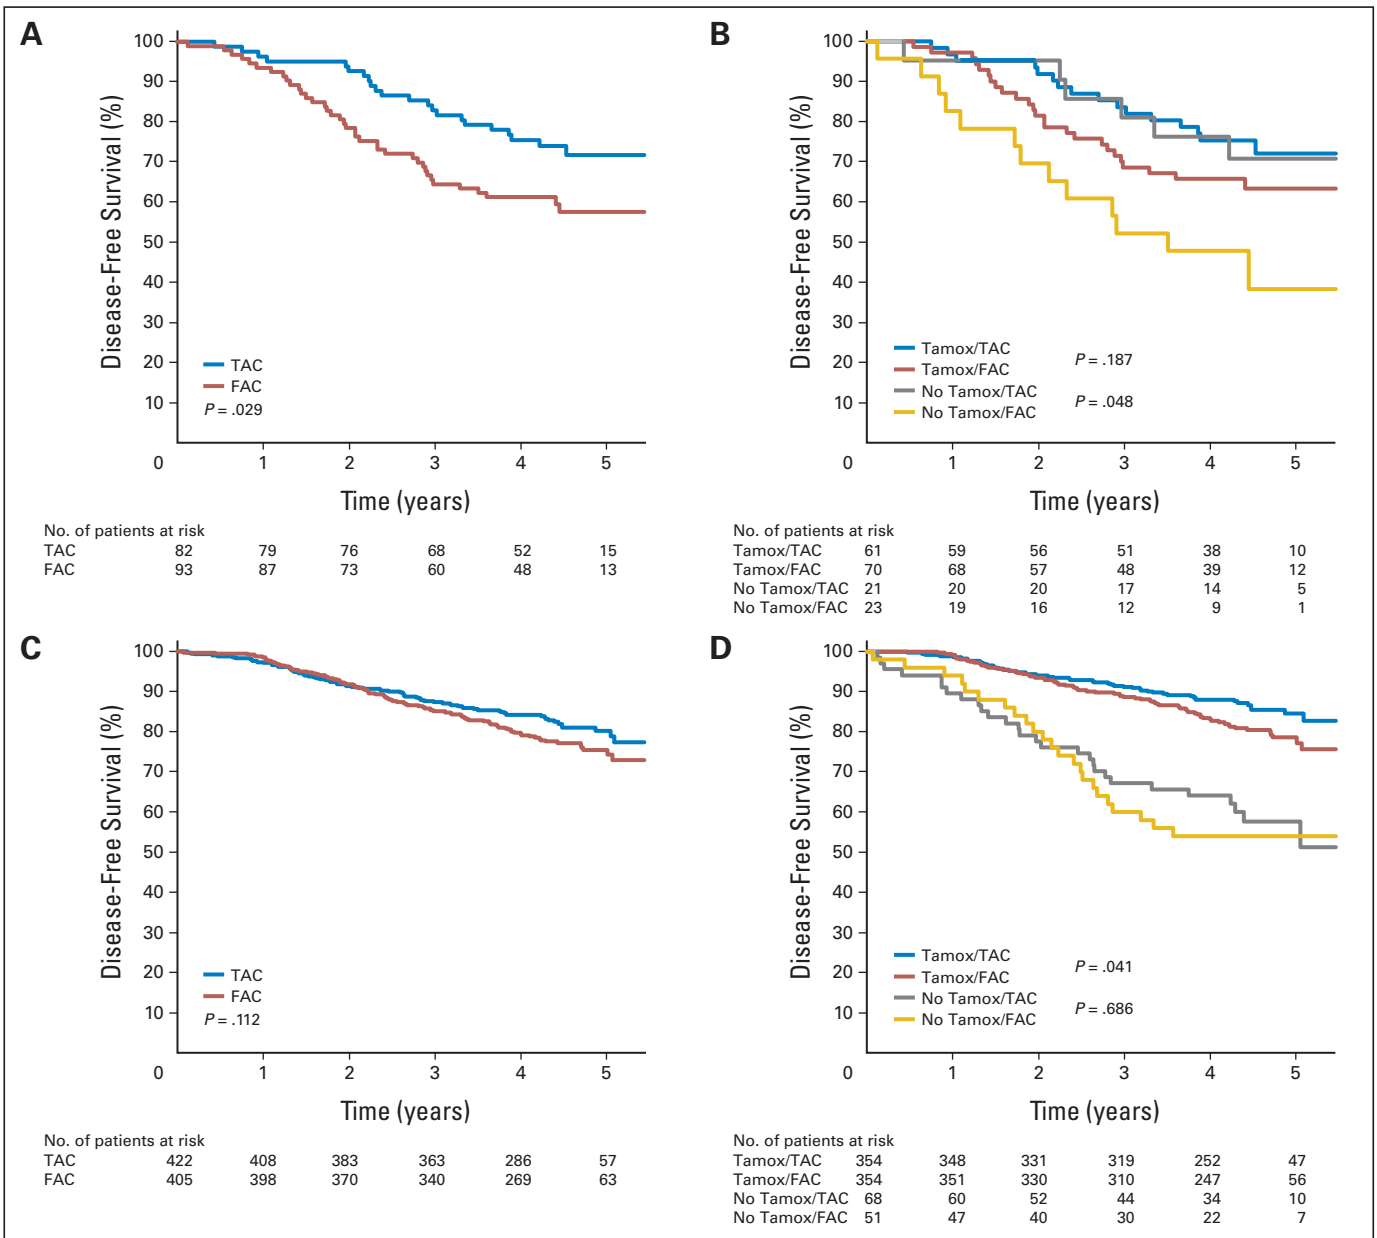 A
Disease-Free Survival (%)
100
90
80
70
60
50
40
30
20
10
0
1
2
3
4
5
TAC
FAC
P = .029
Time (years)
No. of patients at risk
TAC 82 79 76 68 52 15
FAC 93 87 73 60 48 13
B
Disease-Free Survival (%)
100
90
80
70
60
50
40
30
20
10
0
1
2
3
4
5
Tamox/TAC
Tamox/FAC
P = .187
No Tamox/TAC
No Tamox/FAC
P = .048
Time (years)
No. of patients at risk
Tamox/TAC 61 59 56 51 38 10
Tamox/FAC 70 68 57 48 39 12
No Tamox/TAC 21 20 20 17 14 5
No Tamox/FAC 23 19 16 12 9 1
C
Disease-Free Survival (%)
100
90
80
70
60
50
40
30
20
10
0
1
2
3
4
5
TAC
FAC
P = .112
Time (years)
No. of patients at risk
TAC 422 408 383 363 286 57
FAC 405 398 370 340 269 63
D
Disease-Free Survival (%)
100
90
80
70
60
50
40
30
20
10
0
1
2
3
4
5
Tamox/TAC
Tamox/FAC
P = .041
No Tamox/TAC
No Tamox/FAC
P = .686
Time (years)
No. of patients at risk
Tamox/TAC 354 348 331 319 252 47
Tamox/FAC 354 351 330 310 247 56
No Tamox/TAC 68 60 52 44 34 10
No Tamox/FAC 51 47 40 30 22 7